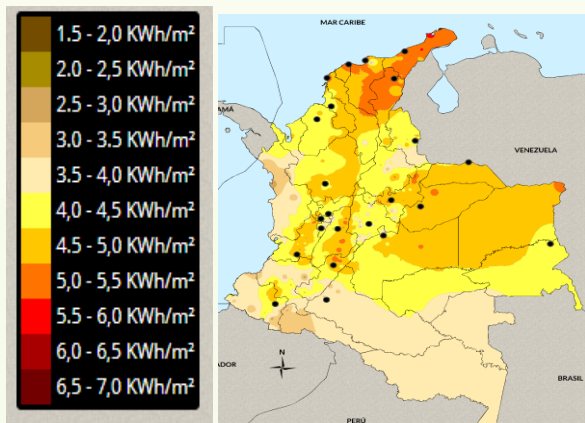 1.5 - 2,0 KWh/m²
2.0 - 2,5 KWh/m²
2.5 - 3,0 KWh/m²
3.0 - 3.5 KWh/m²
3.5 - 4,0 KWh/m²
4,0 - 4,5 KWh/m²
4.5 - 5.0 KWh/m²
5,0 - 5,5 KWh/m²
5.5 - 6.0 KWh/m²
6,0 - 6,5 KWh/m²
6,5 - 7,0 KWh/m²
MAR CARIBE
AMÁ
VENEZUELA
N
ADOR
BRASIL
PERÚ